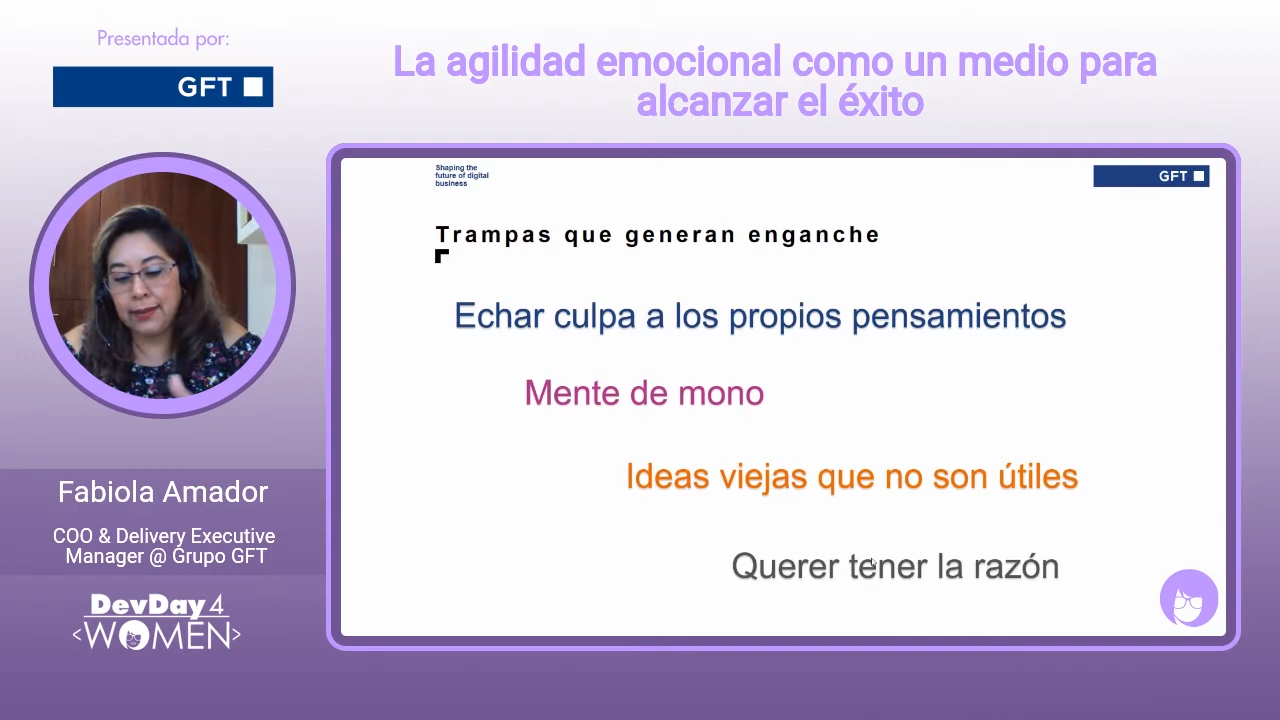 Presentada por:
GFT
La agilidad emocional como un medio para
alcanzar el éxito
Shaping the
future of digital
business
GFT
Trampas que generan enganche
Echar culpa a los propios pensamientos
Mente de mono
Ideas viejas que no son útiles
Querer tener la razón
Fabiola Amador
COO & Delivery Executive
Manager @ Grupo GFT
DevDay 4
<WOMEN>